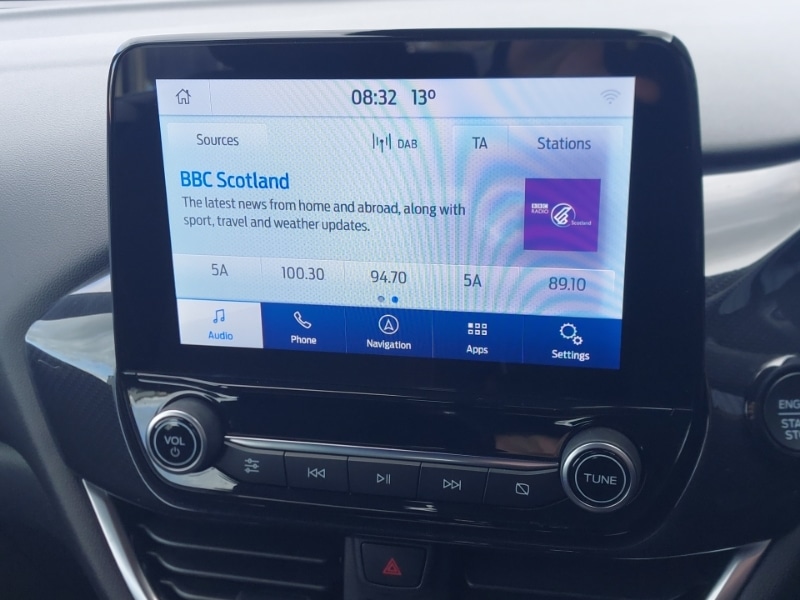 08:32 13º
Sources DAB TA Stations
BBC Scotland
The latest news from home and abroad, along with
sport, travel and weather updates.
BBC
RADIO
Scotland
5A 100.30 94.70 5A 89.10
Audio Phone Navigation Apps Settings
VOL
TUNE